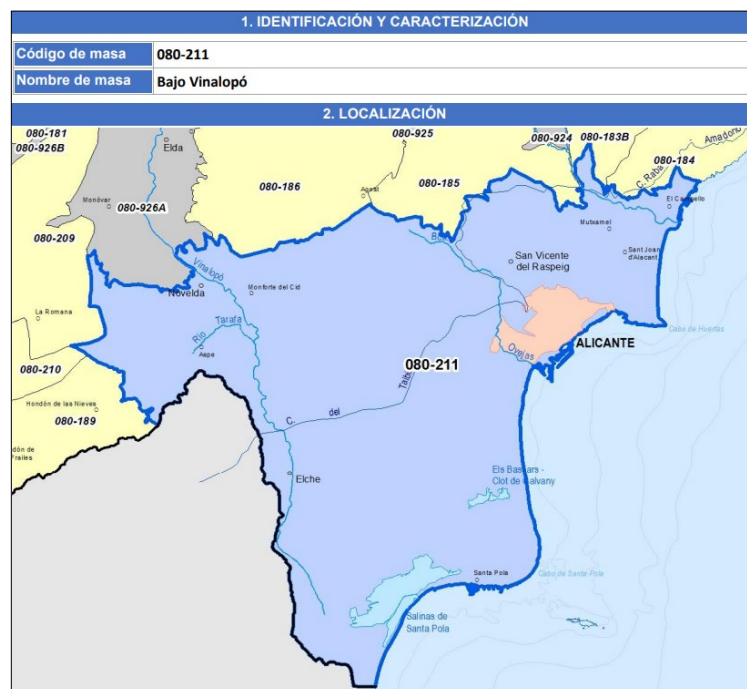 1. IDENTIFICACIÓN Y CARACTERIZACIÓN
Código de masa 080-211
Nombre de masa Bajo Vinalopó
2. LOCALIZACIÓN
080-181
080-926B
Elda
080-925
080-924
080-183B
Amadorio
C. Raba
080-184
080-186
Agost
080-185
Monóvar
080-926A
El Campello
Mutxamel
080-209
San Vicente
del Raspeig
Sant Joan
d'Alacant
Vinalopó
Novelda
Monforte del Cid
La Romana
Tarafa
Río
Cabo de Huertas
Aspe
ALICANTE
Ovejas
080-210
080-211
Hondón de las Nieves
080-189
C. del
Elche
Els Bassars -
Clot de Galvany
Santa Pola
Cabo de Santa Pola
Salinas de
Santa Pola